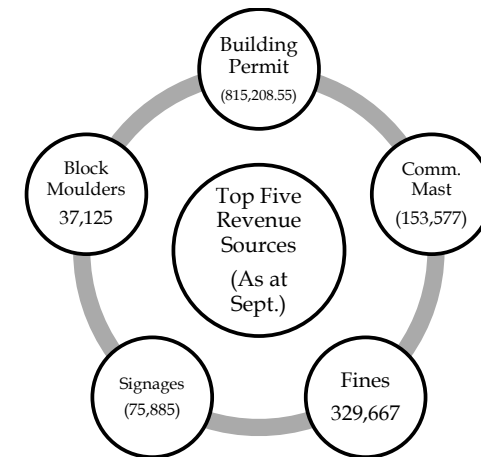 Building
Permit
(815,208.55)
Comm.
Mast
(153,577)
Fines
329,667
Signages
(75,885)
Block
Moulders
37,125
Top Five
Revenue
Sources
(As at
Sept.)